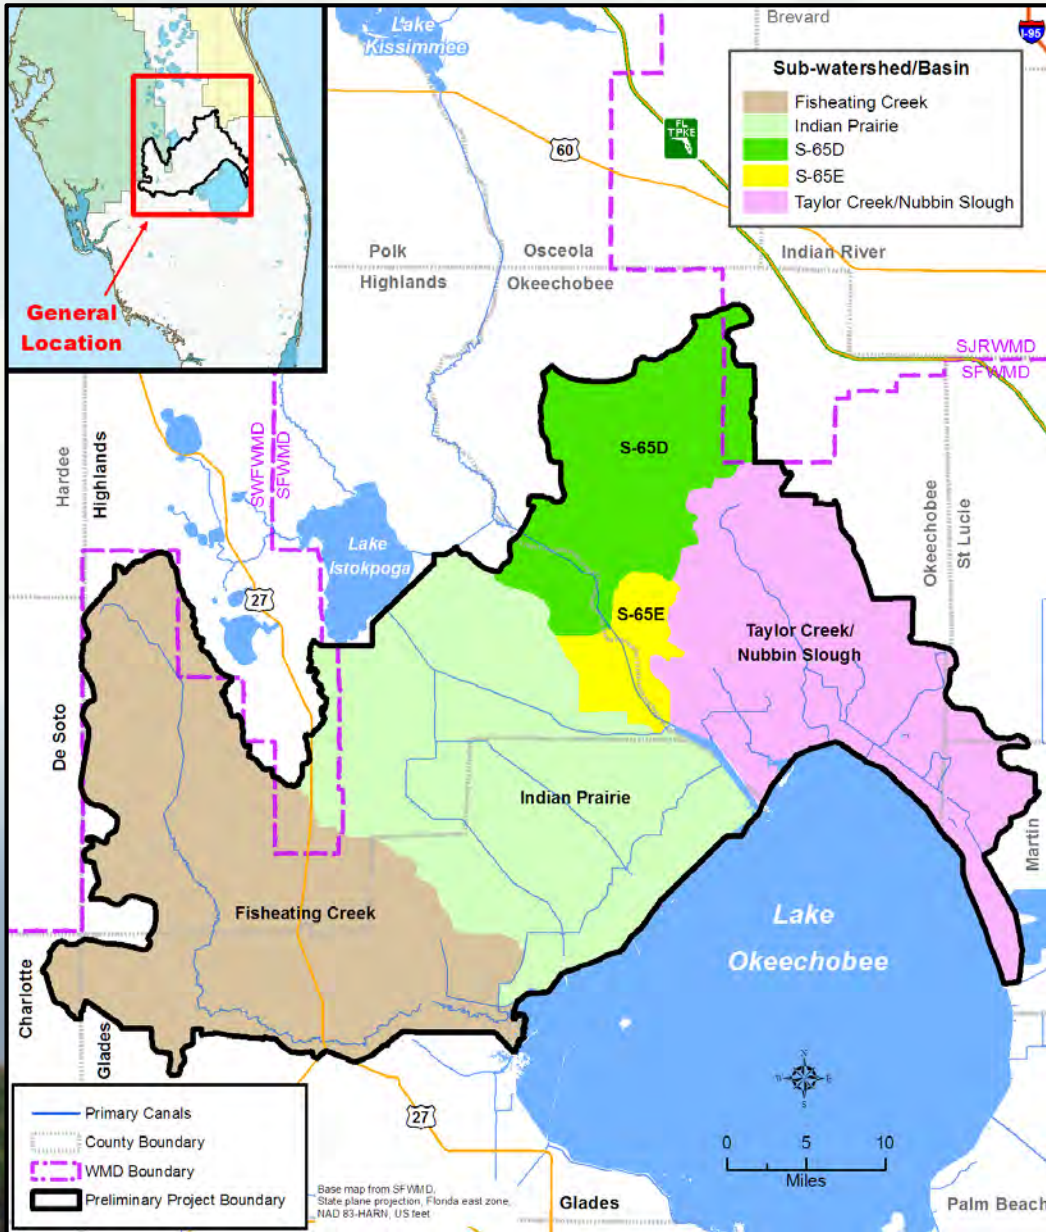 Lake
Kissimmee
Brevard
I-95
Sub-watershed/Basin
Fisheating Creek
Indian Prairie
S-65D
S-65E
Taylor Creek/Nubbin Slough
FL
TPKE
60
General
Location
Polk
Osceola
Indian River
Highlands
Okeechobee
SJRWMD
SFWMD
Hardee
Highlands
SWFWMD
SFWMD
S-65D
Okeechobee
St Lucie
Lake
Istokpoga
27
S-65E
Taylor Creek/
Nubbin Slough
De Soto
Indian Prairie
Martin
Fisheating Creek
Lake
Okeechobee
Charlotte
Glades
N
W
E
S
27
0
5
10
Miles
Primary Canals
County Boundary
WMD Boundary
Preliminary Project Boundary
Base map from SFWMD,
State plane projection, Florida east zone,
NAD 83-HARN, US feet
Glades
Palm Beach